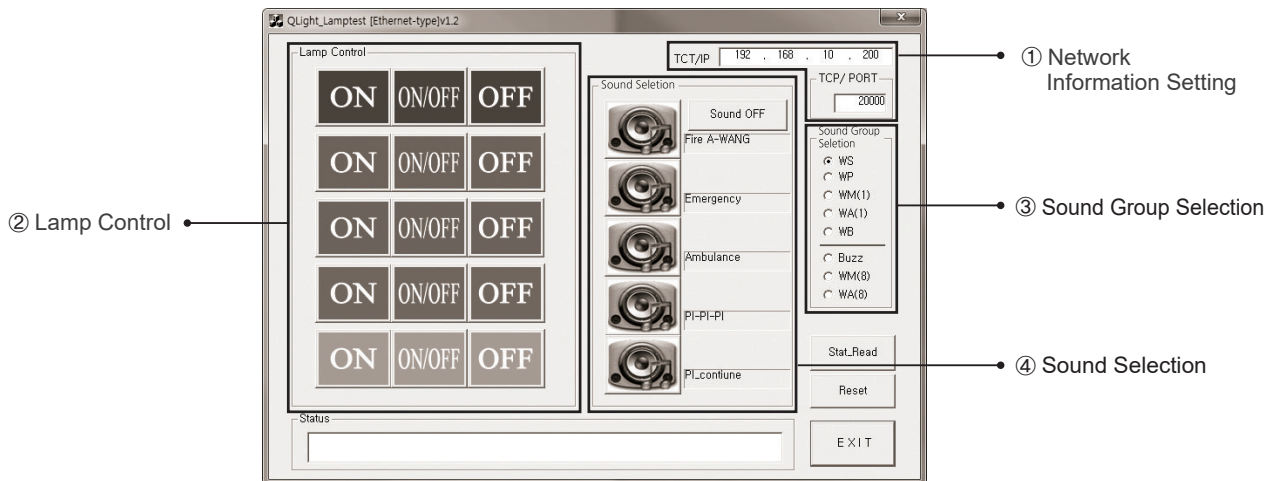 QLight_Lamptest [Ethernet-type]v1.2
x
Lamp Control
ON ON/OFF OFF
ON ON/OFF OFF
ON ON/OFF OFF
ON ON/OFF OFF
ON ON/OFF OFF
Sound Seletion
Sound OFF
Fire A-WANG
Emergency
Ambulance
PI-PI-PI
PI_contiune
TCT/IP 192 . 168 . 10 . 200
TCP/ PORT
20000
Sound Group
Seletion
WS
WP
WM(1)
WA(1)
WB
Buzz
WM(8)
WA(8)
Stat_Read
Reset
EXIT
Status
① Network
Information Setting
② Lamp Control
③ Sound Group Selection
④ Sound Selection